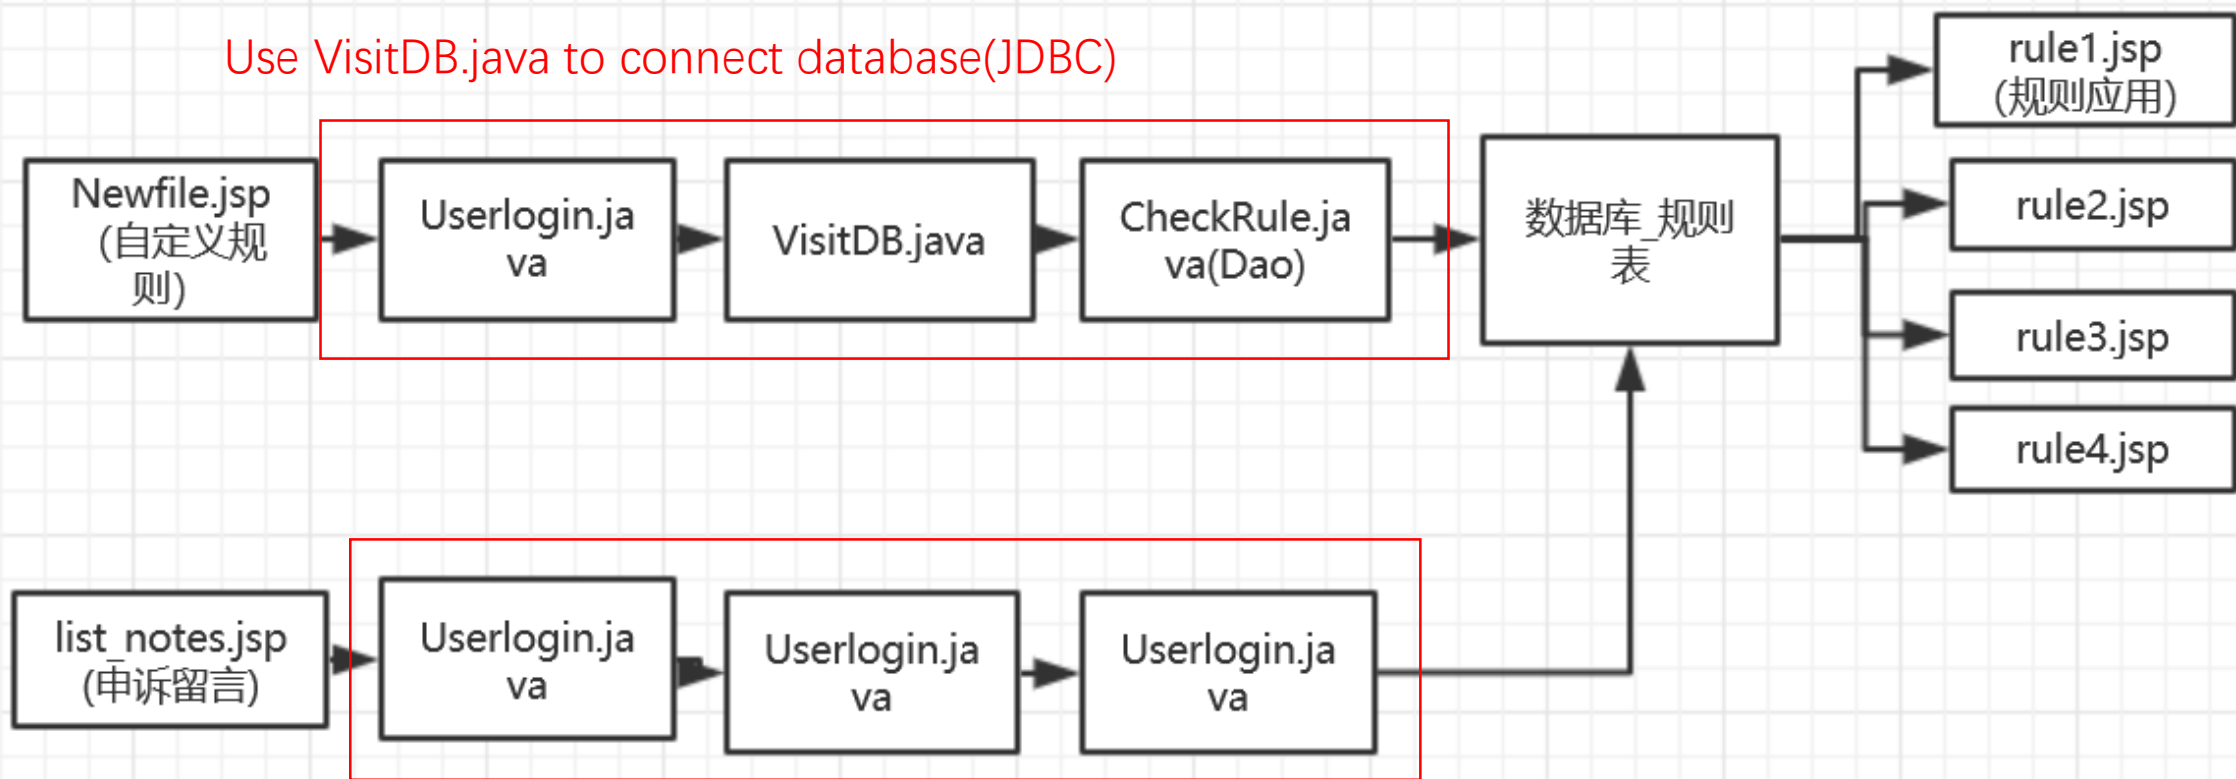 Use VisitDB.java to connect database(JDBC)
Newfile.jsp
(自定义规
则)
Userlogin.ja
va
VisitDB.java
CheckRule.ja
va(Dao)
数据库_规则
表
rule1.jsp
(规则应用)
rule2.jsp
rule3.jsp
rule4.jsp
list_notes.jsp
(申诉留言)
Userlogin.ja
va
Userlogin.ja
va
Userlogin.ja
va